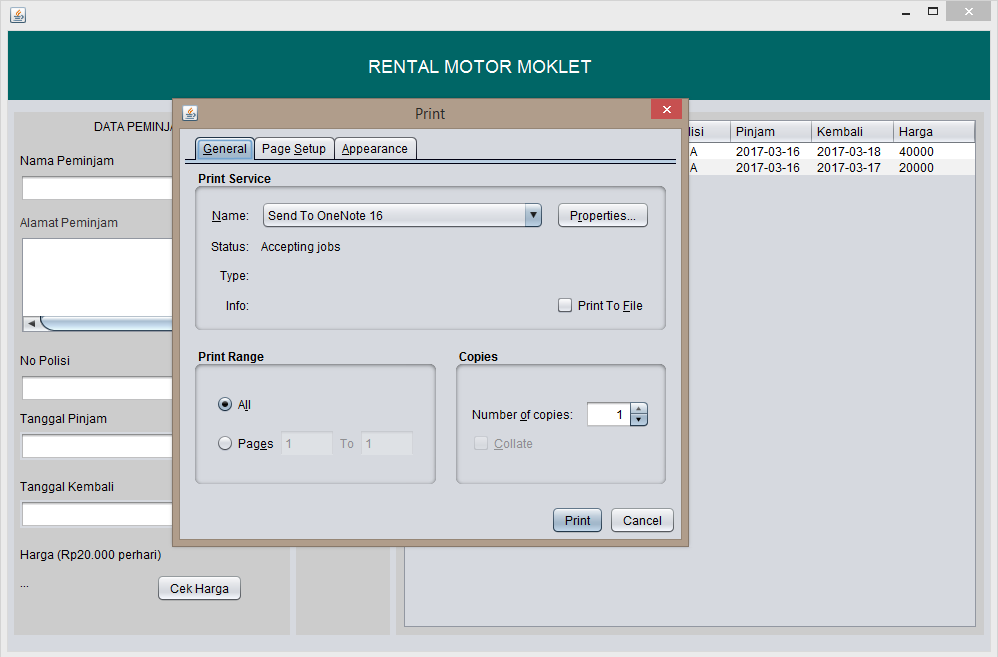 RENTAL MOTOR MOKLET
Print
DATA PEMINJA
Nama Peminjam
Alamat Peminjam
No Polisi
Tanggal Pinjam
Tanggal Kembali
Harga (Rp20.000 perhari)
...
Cek Harga
General Page Setup Appearance
Print Service
Name: Send To OneNote 16 Properties...
Status: Accepting jobs
Type:
Info: Print To File
Print Range
All
Pages 1 To 1
Copies
Number of copies: 1
Collate
Print Cancel
lisi Pinjam Kembali Harga
A 2017-03-16 2017-03-18 40000
A 2017-03-16 2017-03-17 20000